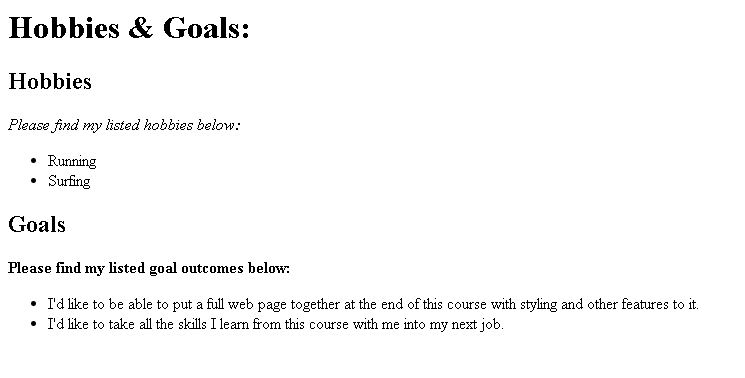 Hobbies & Goals:
Hobbies
Please find my listed hobbies below:
• Running
• Surfing
Goals
Please find my listed goal outcomes below:
• I'd like to be able to put a full web page together at the end of this course with styling and other features to it.
• I'd like to take all the skills I learn from this course with me into my next job.